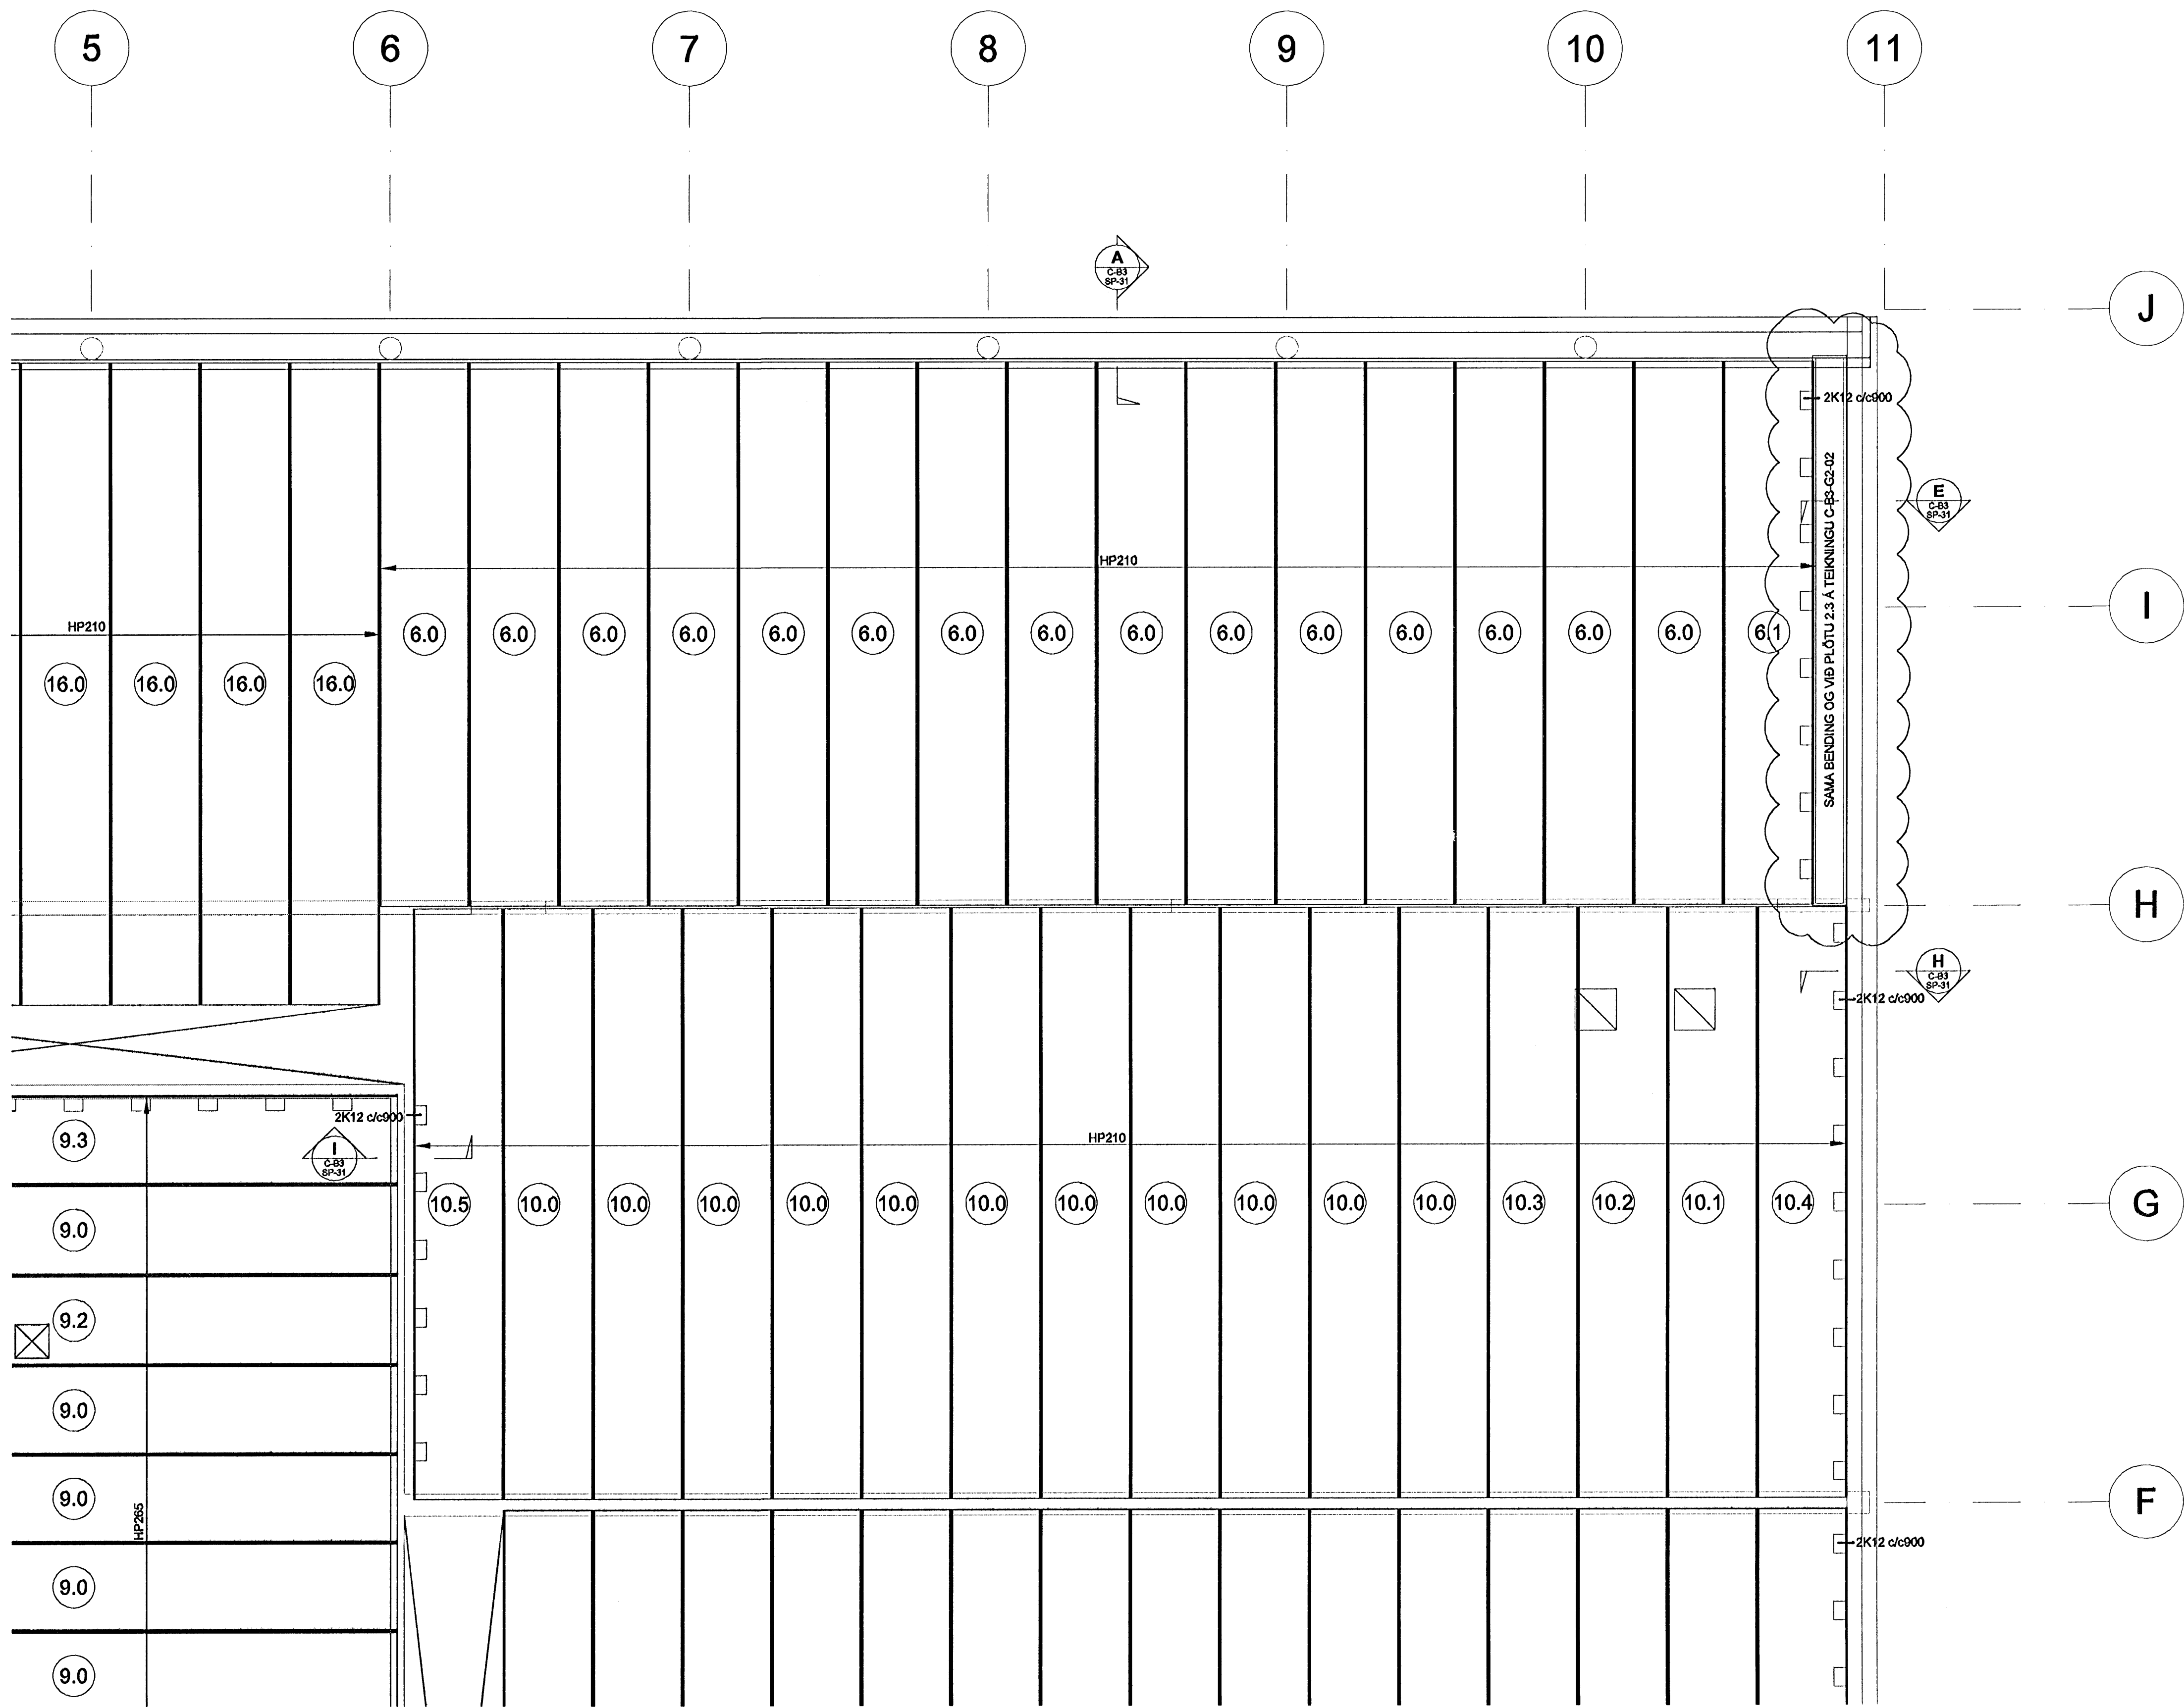 5 6 7 8 9 10 11
A
C-B3
SP-31
J
2K12 c/c900
E
C-B3
SP-31
SAMA BENDING OG VIÐ PLÖTU 2.3 Á TEIKNINGU C-B3-G2-02
HP210
I
HP210
6.0 6.0 6.0 6.0 6.0 6.0 6.0 6.0 6.0 6.0 6.0 6.0 6.0 6.0 6.0 6.1
16.0 16.0 16.0 16.0
H
H
C-B3
SP-31
2K12 c/c900
2K12 c/c900
9.3
HP210
I
C-B3
SP-31
10.5 10.0 10.0 10.0 10.0 10.0 10.0 10.0 10.0 10.0 10.0 10.0 10.3 10.2 10.1 10.4
G
9.0
9.2
9.0
9.0
F
HP265
2K12 c/c900
9.0
9.0